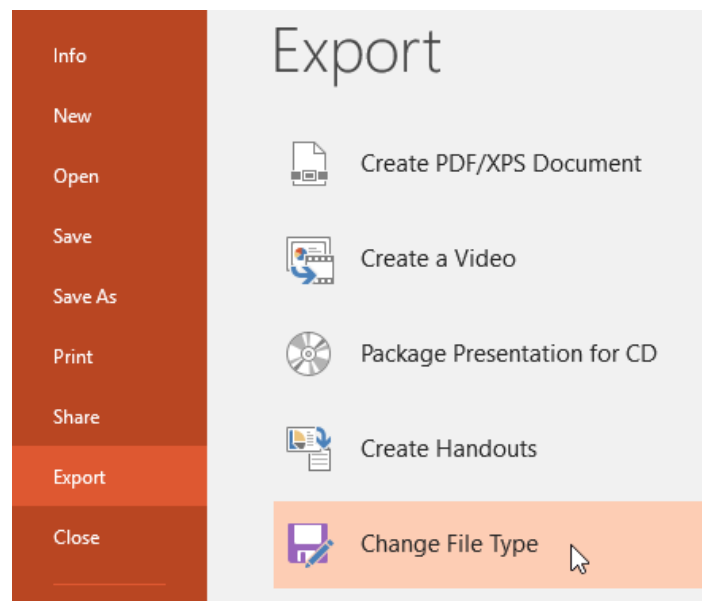 Info
New
Open
Save
Save As
Print
Share
Export
Close
Export
Create PDF/XPS Document
Create a Video
Package Presentation for CD
Create Handouts
Change File Type